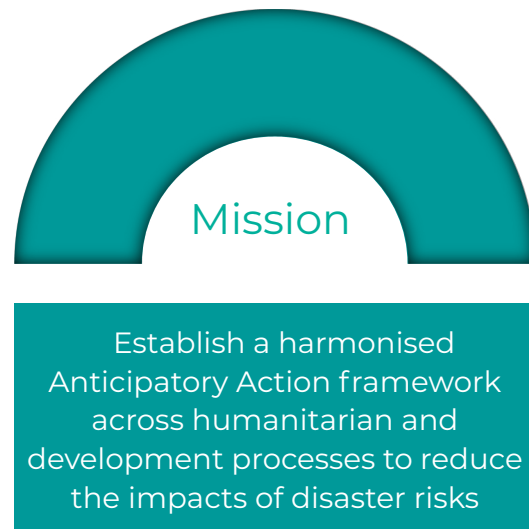 Mission
Establish a harmonised
Anticipatory Action framework
across humanitarian and
development processes to reduce
the impacts of disaster risks